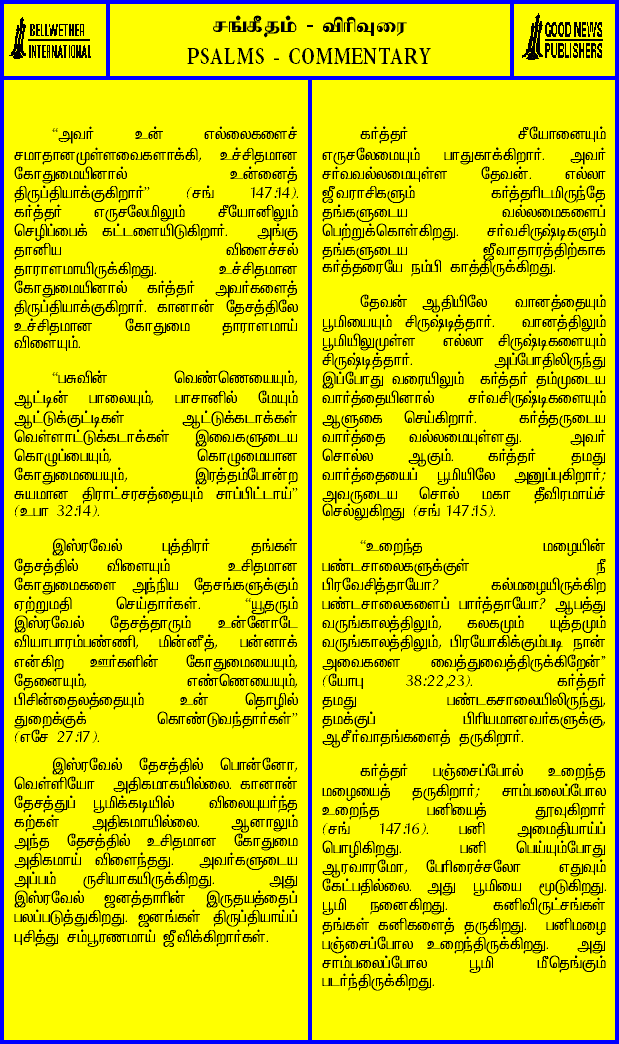 BELLWETHER
INTERNATIONAL
சங்கீதம் - விரிவுரை
PSALMS - COMMENTARY
GOOD NEWS
PUBLISHERS
“அவர் உன் எல்லைகளைச்
சமாதானமுள்ளவைகளாக்கி, உச்சிதமான
கோதுமையினால் உன்னைத்
திருப்தியாக்குகிறார்” (சங் 147:14).
கர்த்தர் எருசலேமிலும் சீயோனிலும்
செழிப்பைக் கட்டளையிடுகிறார். அங்கு
தானிய விளைச்சல்
தாராளமாயிருக்கிறது. உச்சிதமான
கோதுமையினால் கர்த்தர் அவர்களைத்
திருப்தியாக்குகிறார். கானான் தேசத்திலே
உச்சிதமான கோதுமை தாராளமாய்
விளையும்.
“பசுவின் வெண்ணெயையும்,
ஆட்டின் பாலையும், பாசானில் மேயும்
ஆட்டுக்குட்டிகள் ஆட்டுக்கடாக்கள்
வெள்ளாட்டுக்கடாக்கள் இவைகளுடைய
கொழுப்பையும், கொழுமையான
கோதுமையையும், இரத்தம்போன்ற
சுயமான திராட்சரசத்தையும் சாப்பிட்டாய்”
(உபா 32:14).
இஸ்ரவேல் புத்திரர் தங்கள்
தேசத்தில் விளையும் உசிதமான
கோதுமைகளை அந்நிய தேசங்களுக்கும்
ஏற்றுமதி செய்தார்கள். “யூதரும்
இஸ்ரவேல் தேசத்தாரும் உன்னோடே
வியாபாரம்பண்ணி, மின்னீத், பன்னாக்
என்கிற ஊர்களின் கோதுமையையும்,
தேனையும், எண்ணெயையும்,
பிசின்தைலத்தையும் உன் தொழில்
துறைக்குக் கொண்டுவந்தார்கள்”
(எசே 27:17).
இஸ்ரவேல் தேசத்தில் பொன்னோ,
வெள்ளியோ அதிகமாகயில்லை. கானான்
தேசத்துப் பூமிக்கடியில் விலையுயர்ந்த
கற்கள் அதிகமாயில்லை. ஆனாலும்
அந்த தேசத்தில் உசிதமான கோதுமை
அதிகமாய் விளைந்தது. அவர்களுடைய
அப்பம் ருசியாகயிருக்கிறது. அது
இஸ்ரவேல் ஜனத்தாரின் இருதயத்தைப்
பலப்படுத்துகிறது. ஜனங்கள் திருப்தியாய்ப்
புசித்து சம்பூரணமாய் ஜீவிக்கிறார்கள்.
கர்த்தர் சீயோனையும்
எருசலேமையும் பாதுகாக்கிறார். அவர்
சர்வவல்லமையுள்ள தேவன். எல்லா
ஜீவராசிகளும் கர்த்தரிடமிருந்தே
தங்களுடைய வல்லமைகளைப்
பெற்றுக்கொள்கிறது. சர்வசிருஷ்டிகளும்
தங்களுடைய ஜீவாதாரத்திற்காக
கர்த்தரையே நம்பி காத்திருக்கிறது.
தேவன் ஆதியிலே வானத்தையும்
பூமியையும் சிருஷ்டித்தார். வானத்திலும்
பூமியிலுமுள்ள எல்லா சிருஷ்டிகளையும்
சிருஷ்டித்தார். அப்போதிலிருந்து
இப்போது வரையிலும் கர்த்தர் தம்முடைய
வார்த்தையினால் சர்வசிருஷ்டிகளையும்
ஆளுகை செய்கிறார். கர்த்தருடைய
வார்த்தை வல்லமையுள்ளது. அவர்
சொல்ல ஆகும். கர்த்தர் தமது
வார்த்தையைப் பூமியிலே அனுப்புகிறார்;
அவருடைய சொல் மகா தீவிரமாய்ச்
செல்லுகிறது (சங் 147:15).
“உறைந்த மழையின்
பண்டசாலைகளுக்குள் நீ
பிரவேசித்தாயோ? கல்மழையிருக்கிற
பண்டசாலைகளைப் பார்த்தாயோ? ஆபத்து
வருங்காலத்திலும், கலகமும் யுத்தமும்
வருங்காலத்திலும், பிரயோகிக்கும்படி நான்
அவைகளை வைத்துவைத்திருக்கிறேன்”
(யோபு 38:22,23). கர்த்தர்
தமது பண்டகசாலையிலிருந்து,
தமக்குப் பிரியமானவர்களுக்கு,
ஆசீர்வாதங்களைத் தருகிறார்.
கர்த்தர் பஞ்சைப்போல் உறைந்த
மழையைத் தருகிறார்; சாம்பலைப்போல
உறைந்த பனியைத் தூவுகிறார்
(சங் 147:16). பனி அமைதியாய்ப்
பொழிகிறது. பனி பெய்யும்போது
ஆரவாரமோ, பேரிரைச்சலோ எதுவும்
கேட்பதில்லை. அது பூமியை மூடுகிறது.
பூமி நனைகிறது. கனிவிருட்சங்கள்
தங்கள் கனிகளைத் தருகிறது. பனிமழை
பஞ்சைப்போல உறைந்திருக்கிறது. அது
சாம்பலைப்போல பூமி மீதெங்கும்
படர்ந்திருக்கிறது.